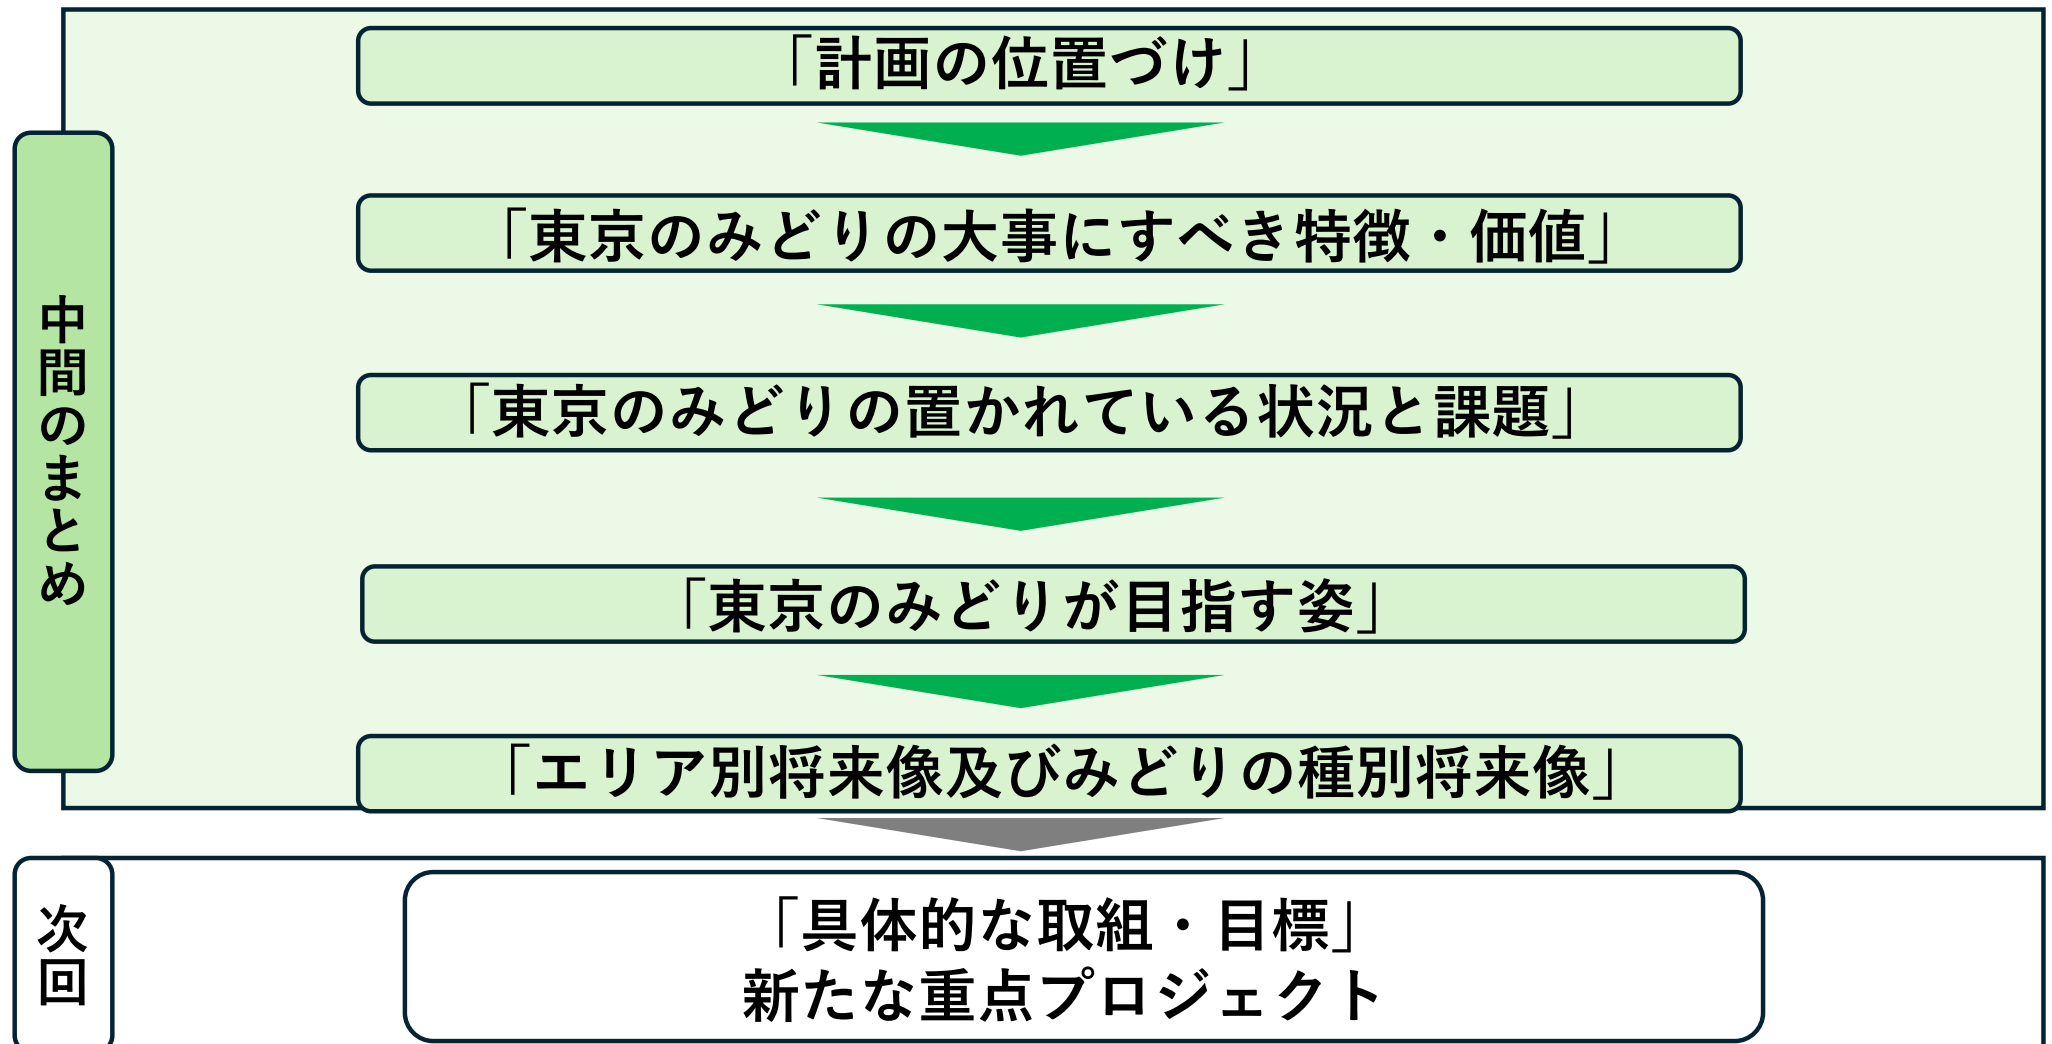 「計画の位置づけ」
中間のまとめ
「東京のみどりの大事にすべき特徴・価値」
「東京のみどりの置かれている状況と課題」
「東京のみどりが目指す姿」
「エリア別将来像及びみどりの種別将来像」
次回
「具体的な取組・目標」
新たな重点プロジェクト